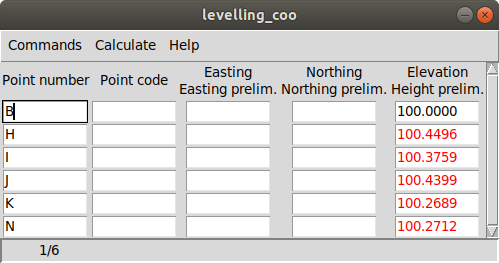 levelling_coo
Commands Calculate Help
Point number Point code Easting Northing Elevation
Easting prelim. Northing prelim. Height prelim.
B 100.0000
H 100.4496
I 100.3759
J 100.4399
K 100.2689
N 100.2712
1/6